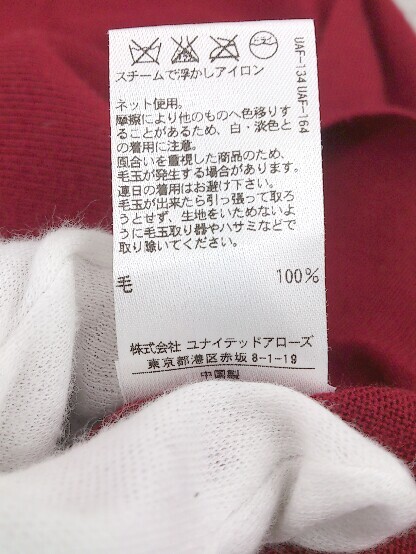 ドライ
スチームで浮かしアイロン
ネット使用。
摩擦により他のものへ色移りす
ることがあるため、白・淡色と
の着用に注意。
風合いを重視した商品のため、
毛玉が発生する場合があります。
連日の着用はお避け下さい。
毛玉が出来たら引っ張って取ろ
うとせず、生地をいためないよ
うに毛玉取り器やハサミなどで
取り除いてください。
毛 100%
株式会社 ユナイテッドアローズ
東京都港区赤坂 8-1-19
中国製
UAF-134 UAF-164